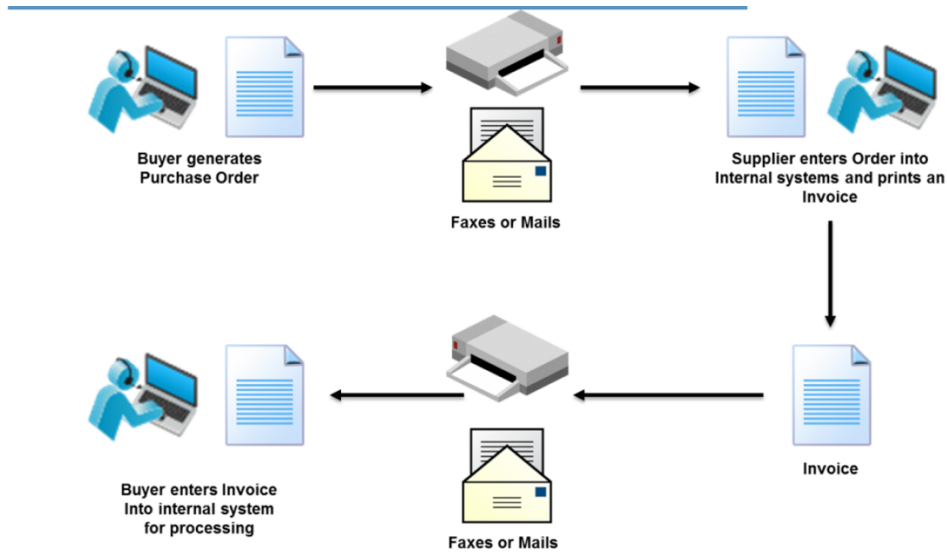 Buyer generates
Purchase Order
Faxes or Mails
Supplier enters Order into
Internal systems and prints an
Invoice
Invoice
Faxes or Mails
Buyer enters Invoice
Into internal system
for processing